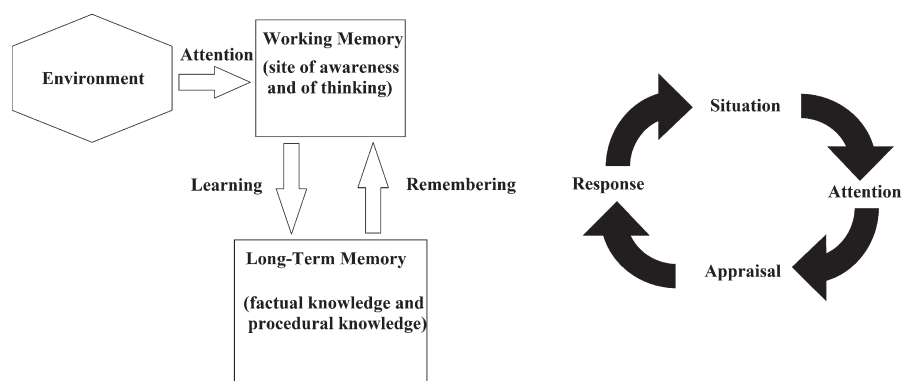 Environment
Attention
Working Memory
(site of awareness
and of thinking)
Learning
Remembering
Long-Term Memory
(factual knowledge and
procedural knowledge)
Situation
Attention
Appraisal
Response